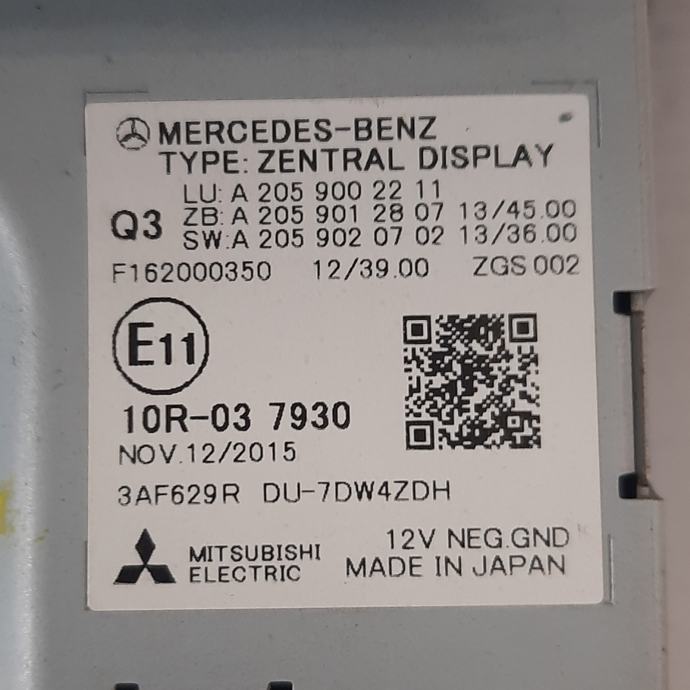 MERCEDES-BENZ
TYPE: ZENTRAL DISPLAY
LU: A 205 900 22 11
Q3 ZB: A 205 901 28 07 13/45.00
SW:A 205 902 07 02 13/36.00
F162000350 12/39.00 ZGS 002
E11
10R-03 7930
NOV.12/2015
3AF629R DU-7DW4ZDH
12V NEG.GND
MITSUBISHI
ELECTRIC MADE IN JAPAN